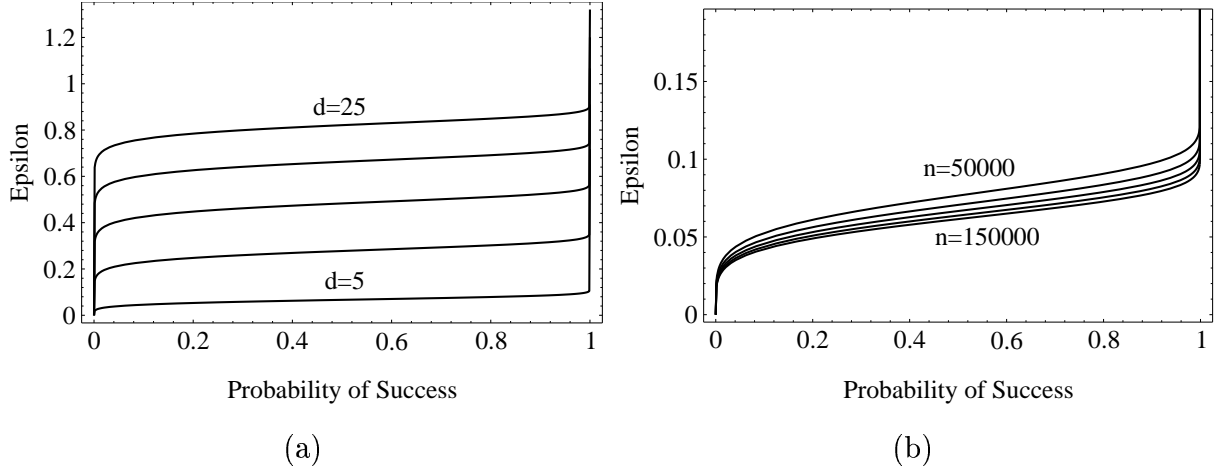 1.2
1
0.8
0.6
0.4
0.2
0
Epsilon
d=25
d=5
0 0.2 0.4 0.6 0.8 1
Probability of Success
(a)
0.15
0.1
0.05
0
Epsilon
n=50000
n=150000
0 0.2 0.4 0.6 0.8 1
Probability of Success
(b)